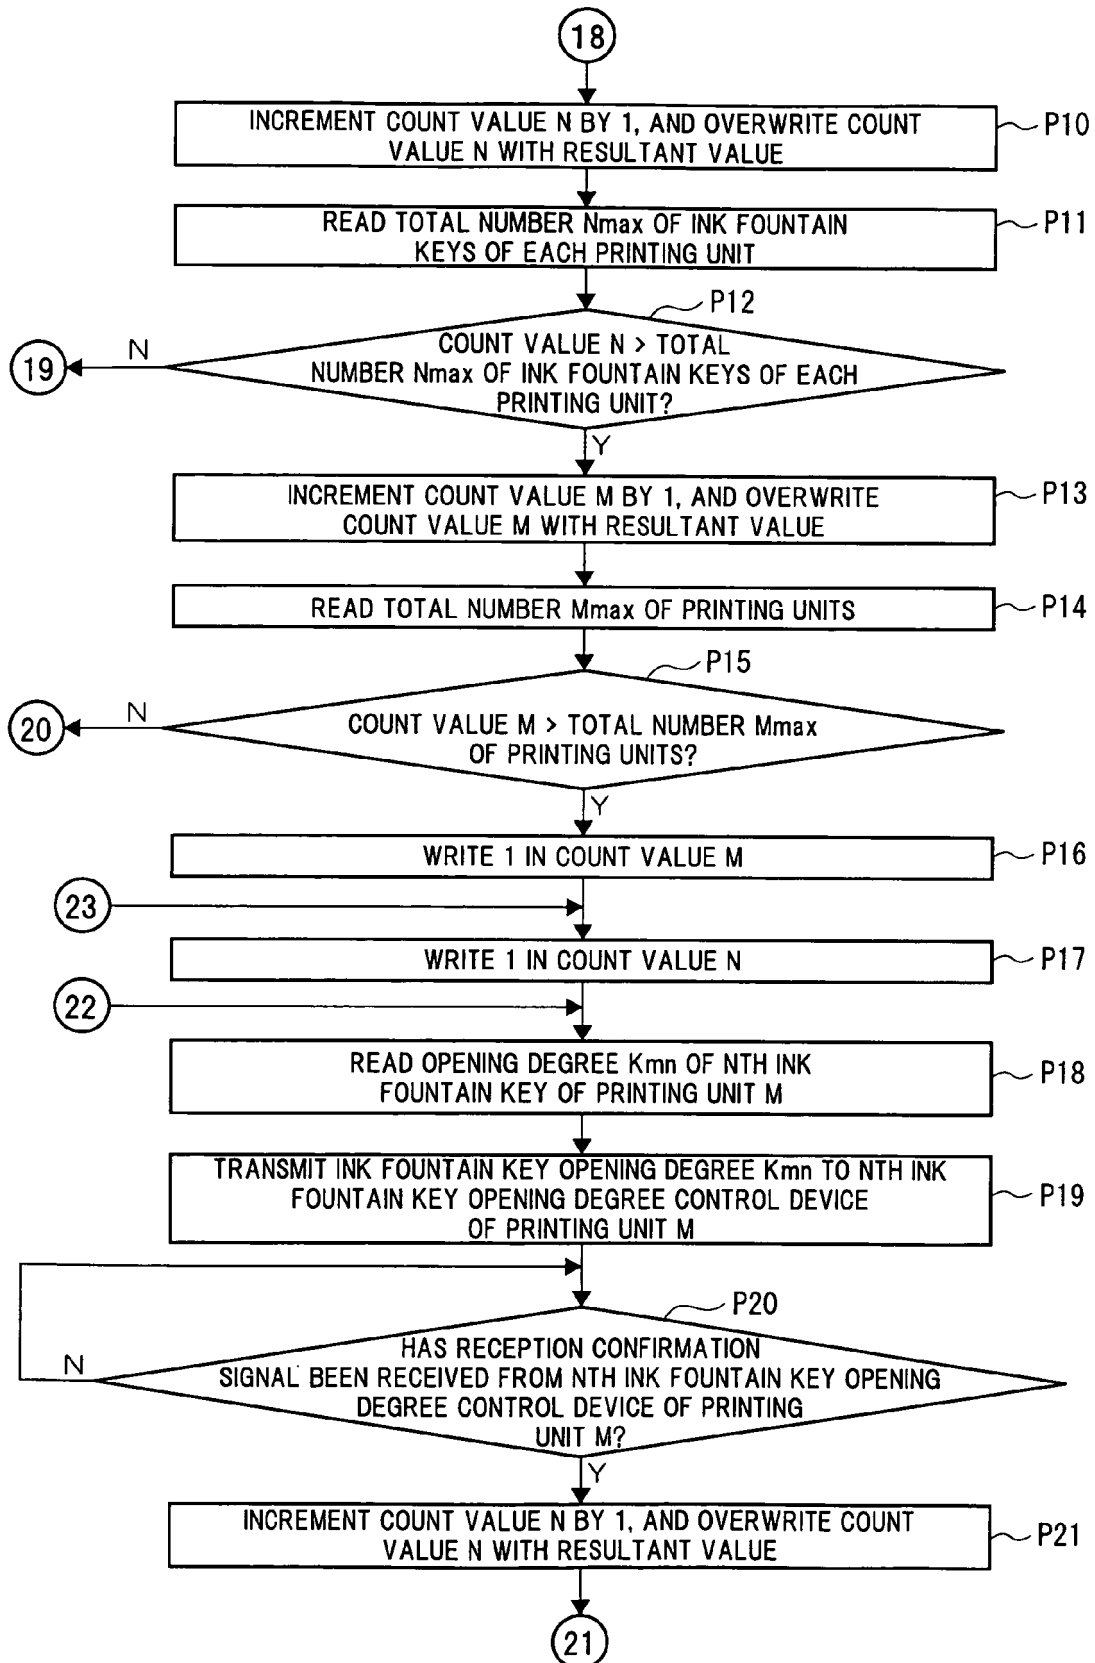 18
INCREMENT COUNT VALUE N BY 1, AND OVERWRITE COUNT
VALUE N WITH RESULTANT VALUE
P10
READ TOTAL NUMBER Nmax OF INK FOUNTAIN
KEYS OF EACH PRINTING UNIT
P11
P12
COUNT VALUE N > TOTAL
NUMBER Nmax OF INK FOUNTAIN KEYS OF EACH
PRINTING UNIT?
N
19
Y
INCREMENT COUNT VALUE M BY 1, AND OVERWRITE
COUNT VALUE M WITH RESULTANT VALUE
P13
READ TOTAL NUMBER Mmax OF PRINTING UNITS
P14
P15
COUNT VALUE M > TOTAL NUMBER Mmax
OF PRINTING UNITS?
N
20
Y
WRITE 1 IN COUNT VALUE M
P16
23
WRITE 1 IN COUNT VALUE N
P17
22
READ OPENING DEGREE Kmn OF NTH INK
FOUNTAIN KEY OF PRINTING UNIT M
P18
TRANSMIT INK FOUNTAIN KEY OPENING DEGREE Kmn TO NTH INK
FOUNTAIN KEY OPENING DEGREE CONTROL DEVICE
OF PRINTING UNIT M
P19
P20
HAS RECEPTION CONFIRMATION
SIGNAL BEEN RECEIVED FROM NTH INK FOUNTAIN KEY OPENING
DEGREE CONTROL DEVICE OF PRINTING
UNIT M?
N
Y
INCREMENT COUNT VALUE N BY 1, AND OVERWRITE COUNT
VALUE N WITH RESULTANT VALUE
P21
21